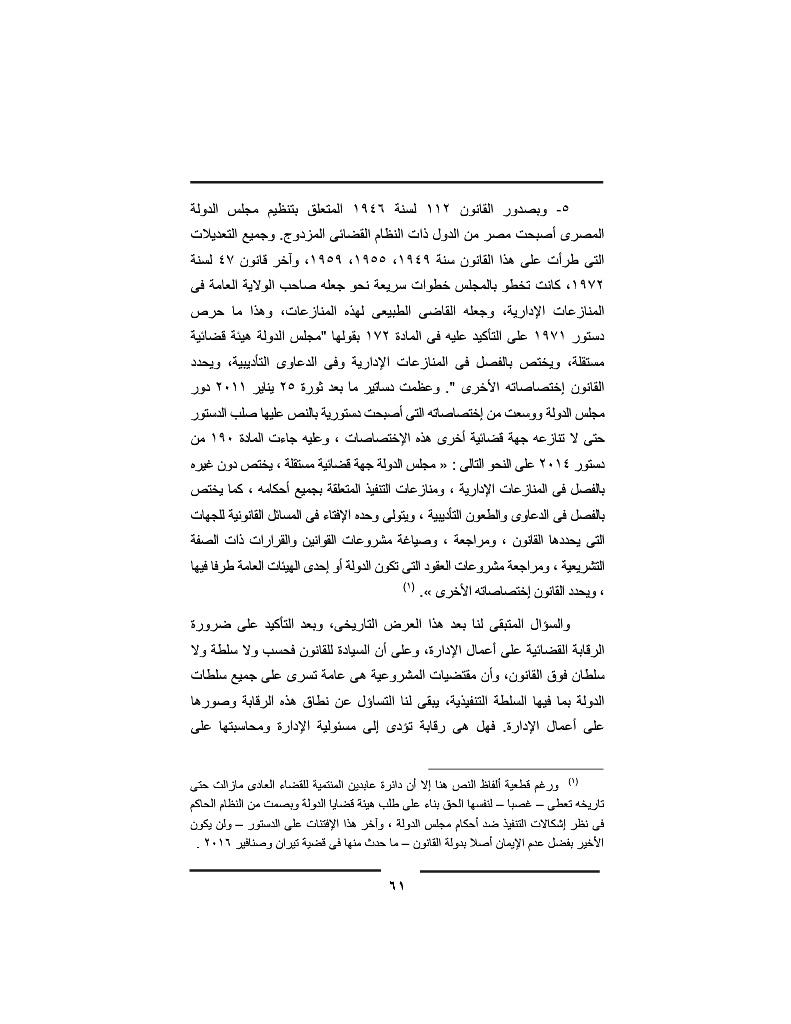 ٥- وبصدور القانون ١١٢ لسنة ١٩٤٦ المتعلق بتنظيم مجلس الدولة
المصرى أصبحت مصر من الدول ذات النظام القضائى المزدوج. وجميع التعديلات
التى طرأت على هذا القانون سنة ١٩٤٩، ١٩٥٥، ١٩٥٩، وآخر قانون ٤٧ لسنة
١٩٧٢، كانت تخطو بالمجلس خطوات سريعة نحو جعله صاحب الولاية العامة فى
المنازعات الإدارية، وجعله القاضى الطبيعى لهذه المنازعات، وهذا ما حرص
دستور ١٩٧١ على التأكيد عليه فى المادة ١٧٢ بقولها "مجلس الدولة هيئة قضائية
مستقلة، ويختص بالفصل فى المنازعات الإدارية وفى الدعاوى التأديبية، ويحدد
القانون إختصاصاته الأخرى ". وعظمت دساتير ما بعد ثورة ٢٥ يناير ٢٠١١ دور
مجلس الدولة ووسعت من إختصاصاته التى أصبحت دستورية بالنص عليها صلب الدستور
حتى لا تنازعه جهة قضائية أخرى هذه الإختصاصات ، وعليه جاءت المادة ١٩٠ من
دستور ٢٠١٤ على النحو التالى : « مجلس الدولة جهة قضائية مستقلة ، يختص دون غيره
بالفصل فى المنازعات الإدارية ، ومنازعات التنفيذ المتعلقة بجميع أحكامه ، كما يختص
بالفصل فى الدعاوى والطعون التأديبية ، ويتولى وحده الإفتاء فى المسائل القانونية للجهات
التى يحددها القانون ، ومراجعة ، وصياغة مشروعات القوانين والقرارات ذات الصفة
التشريعية ، ومراجعة مشروعات العقود التى تكون الدولة أو إحدى الهيئات العامة طرفا فيها
، ويحدد القانون إختصاصاته الأخرى ». (١)
والسؤال المتبقى لنا بعد هذا العرض التاريخى، وبعد التأكيد على ضرورة
الرقابة القضائية على أعمال الإدارة، وعلى أن السيادة للقانون فحسب ولا سلطة ولا
سلطان فوق القانون، وأن مقتضيات المشروعية هى عامة تسرى على جميع سلطات
الدولة بما فيها السلطة التنفيذية، يبقى لنا التساؤل عن نطاق هذه الرقابة وصورها
على أعمال الإدارة. فهل هى رقابة تؤدى إلى مسئولية الإدارة ومحاسبتها على
(١) ورغم قطعية ألفاظ النص هنا إلا أن دائرة عابدين المنتمية للقضاء العادى مازالت حتى
تاريخه تعطى – غصبا – لنفسها الحق بناء على طلب هيئة قضايا الدولة وبصمت من النظام الحاكم
فى نظر إشكالات التنفيذ ضد أحكام مجلس الدولة ، وآخر هذا الإفتئات على الدستور – ولن يكون
الأخير بفضل عدم الإيمان أصلا بدولة القانون – ما حدث منها فى قضية تيران وصنافير ٢٠١٦ .
٦١